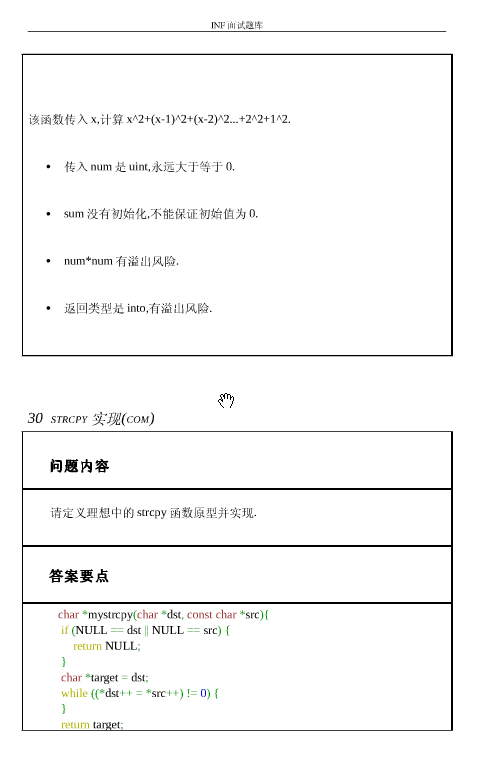 INF 面试题库
该函数传入 x,计算 x^2+(x-1)^2+(x-2)^2...+2^2+1^2.
• 传入 num 是 uint,永远大于等于 0.
• sum 没有初始化,不能保证初始值为 0.
• num*num 有溢出风险.
• 返回类型是 into,有溢出风险.
30 STRCPY 实现(COM)
问题内容
请定义理想中的 strcpy 函数原型并实现.
答案要点
char *mystrcpy(char *dst, const char *src){
if (NULL == dst || NULL == src) {
return NULL;
}
char *target = dst;
while ((*dst++ = *src++) != 0) {
}
return target;